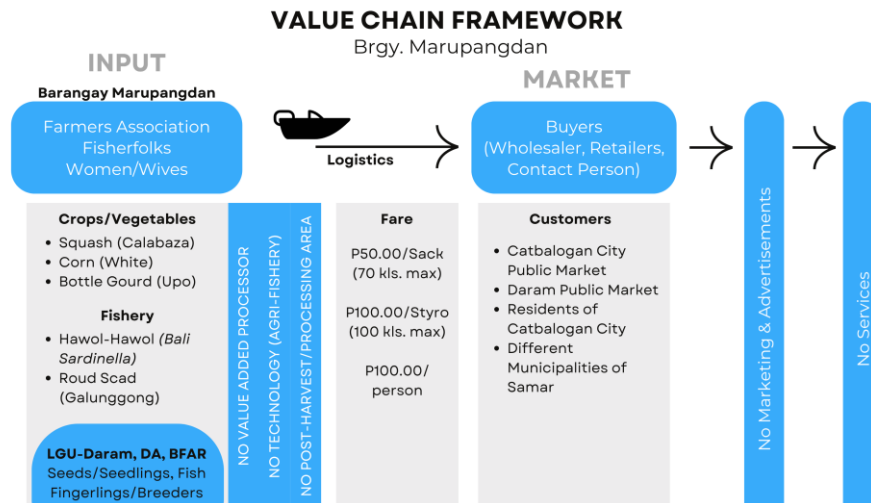 VALUE CHAIN FRAMEWORK
Brgy. Marupangdan
INPUT
Barangay Marupangdan
Farmers Association
Fisherfolks
Women/Wives
Logistics
MARKET
Buyers
(Wholesaler, Retailers,
Contact Person)
Crops/Vegetables
• Squash (Calabaza)
• Corn (White)
• Bottle Gourd (Upo)
Fishery
• Hawol-Hawol (Bali
Sardinella)
• Roud Scad
(Galunggong)
LGU-Daram, DA, BFAR
Seeds/Seedlings, Fish
Fingerlings/Breeders
NO VALUE ADDED PROCESSOR
NO TECHNOLOGY (AGRI-FISHERY)
NO POST-HARVEST/PROCESSING AREA
Fare
P50.00/Sack
(70 kls. max)
P100.00/Styro
(100 kls. max)
P100.00/
person
Customers
• Catbalogan City
Public Market
• Daram Public Market
• Residents of
Catbalogan City
• Different
Municipalities of
Samar
No Marketing & Advertisements
No Services